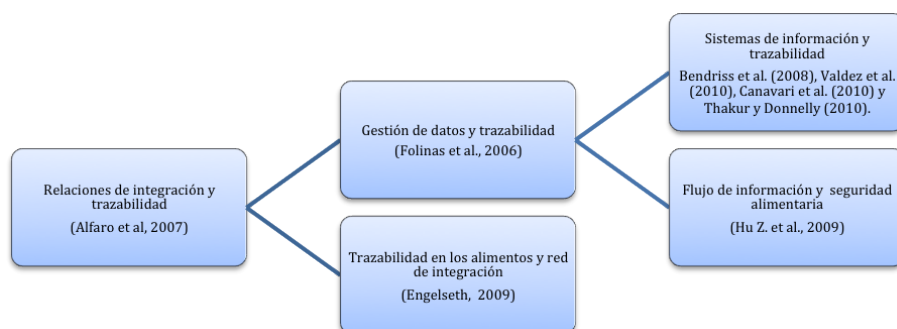 Relaciones de integración y
trazabilidad
(Alfaro et al, 2007)
Gestión de datos y trazabilidad
(Folinas et al., 2006)
Trazabilidad en los alimentos y red
de integración
(Engelseth, 2009)
Sistemas de información y
trazabilidad
Bendriss et al. (2008), Valdez et al.
(2010), Canavari et al. (2010) y
Thakur y Donnelly (2010).
Flujo de información y seguridad
alimentaria
(Hu Z. et al., 2009)